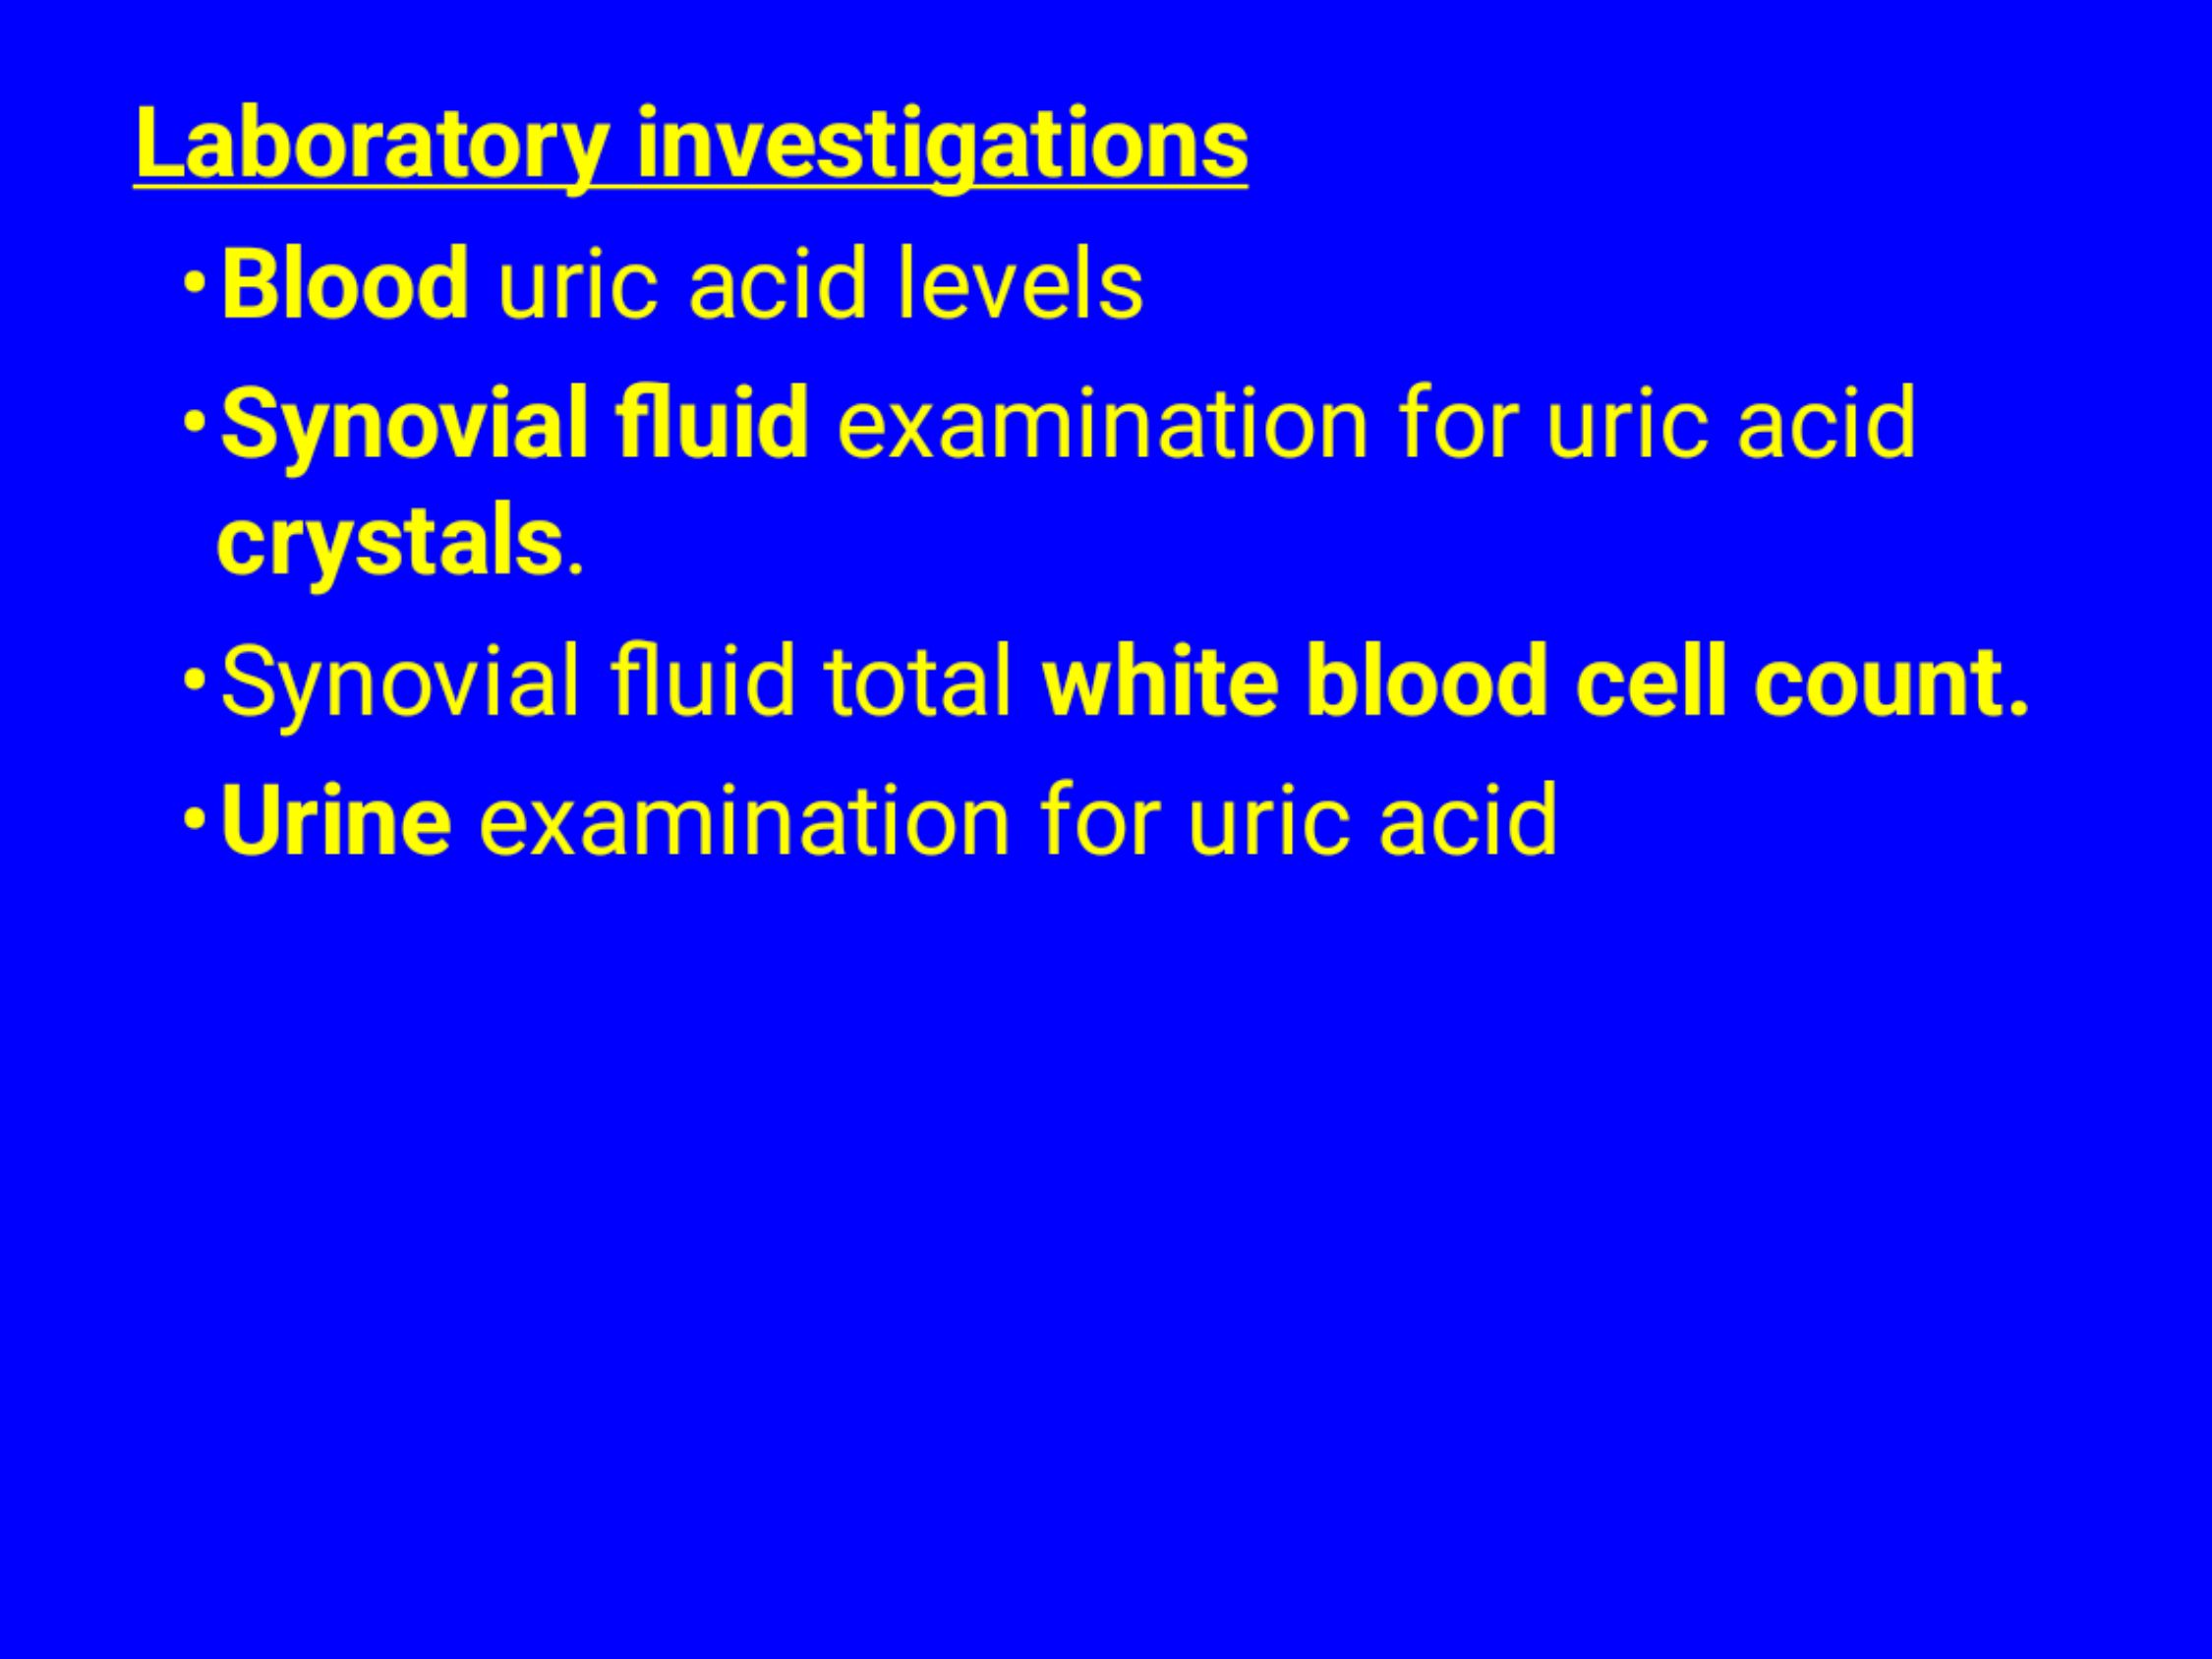 Laboratory investigations
•Blood uric acid levels
•Synovial fluid examination for uric acid
crystals.
•Synovial fluid total white blood cell count.
•Urine examination for uric acid